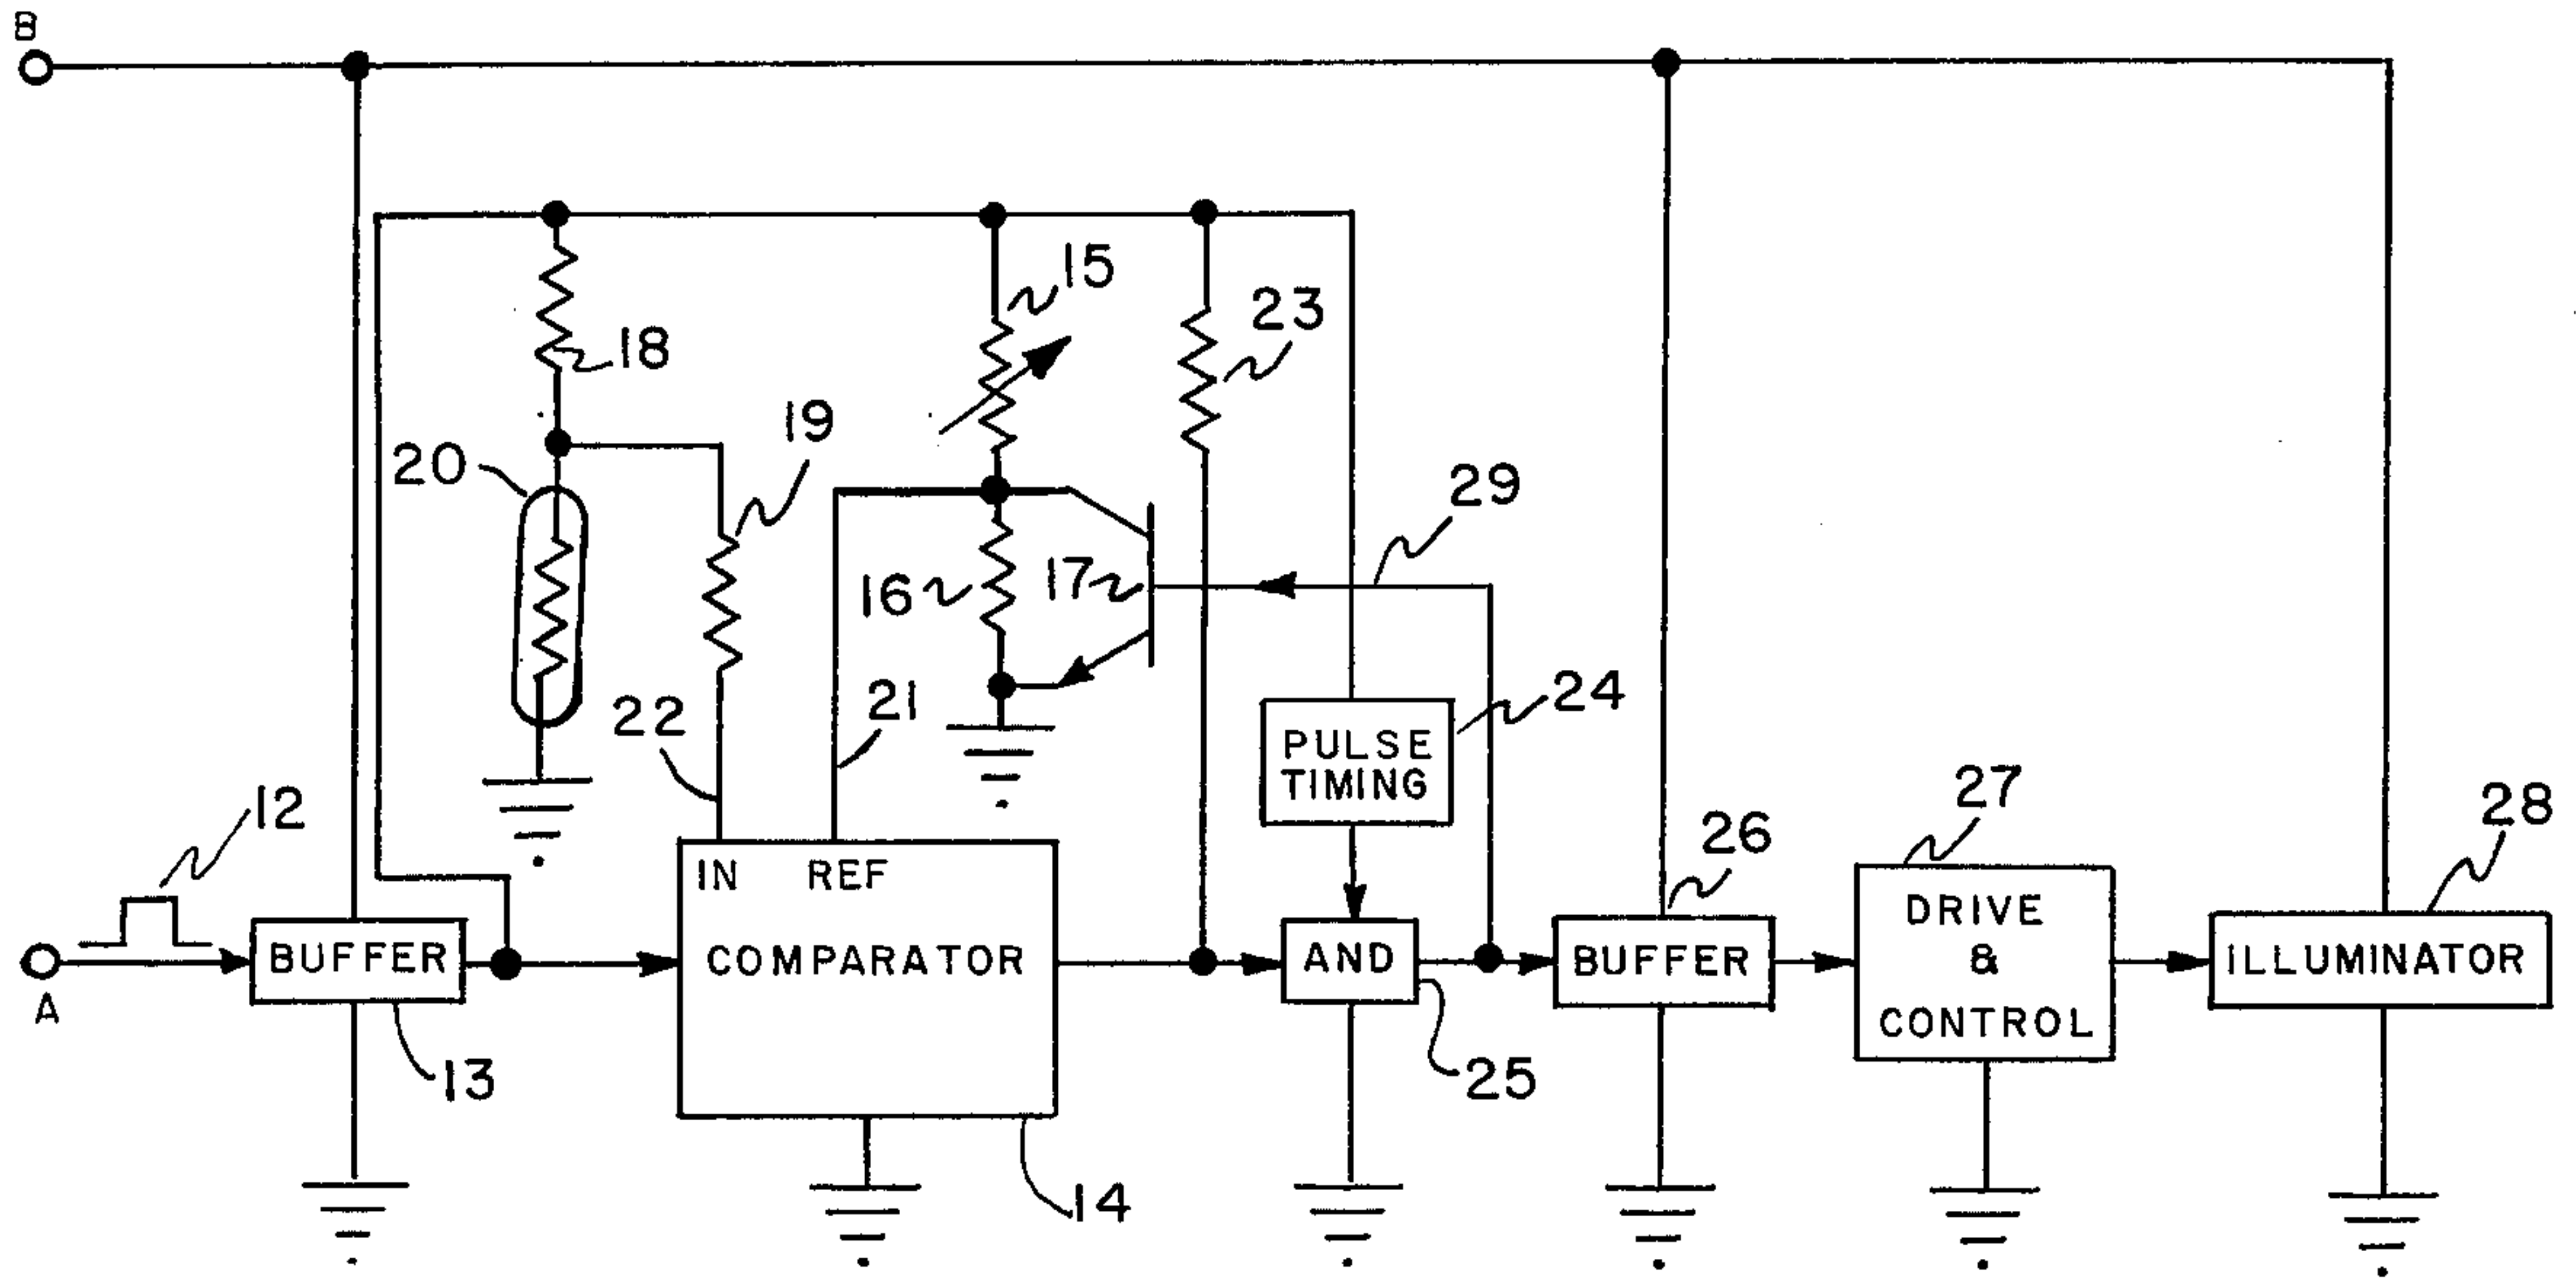 B
15
23
18
19
20
29
16
17
21
22
24
PULSE
TIMING
12
27
28
26
IN REF
DRIVE
&
CONTROL
BUFFER
COMPARATOR
AND
BUFFER
ILLUMINATOR
A
13
25
14